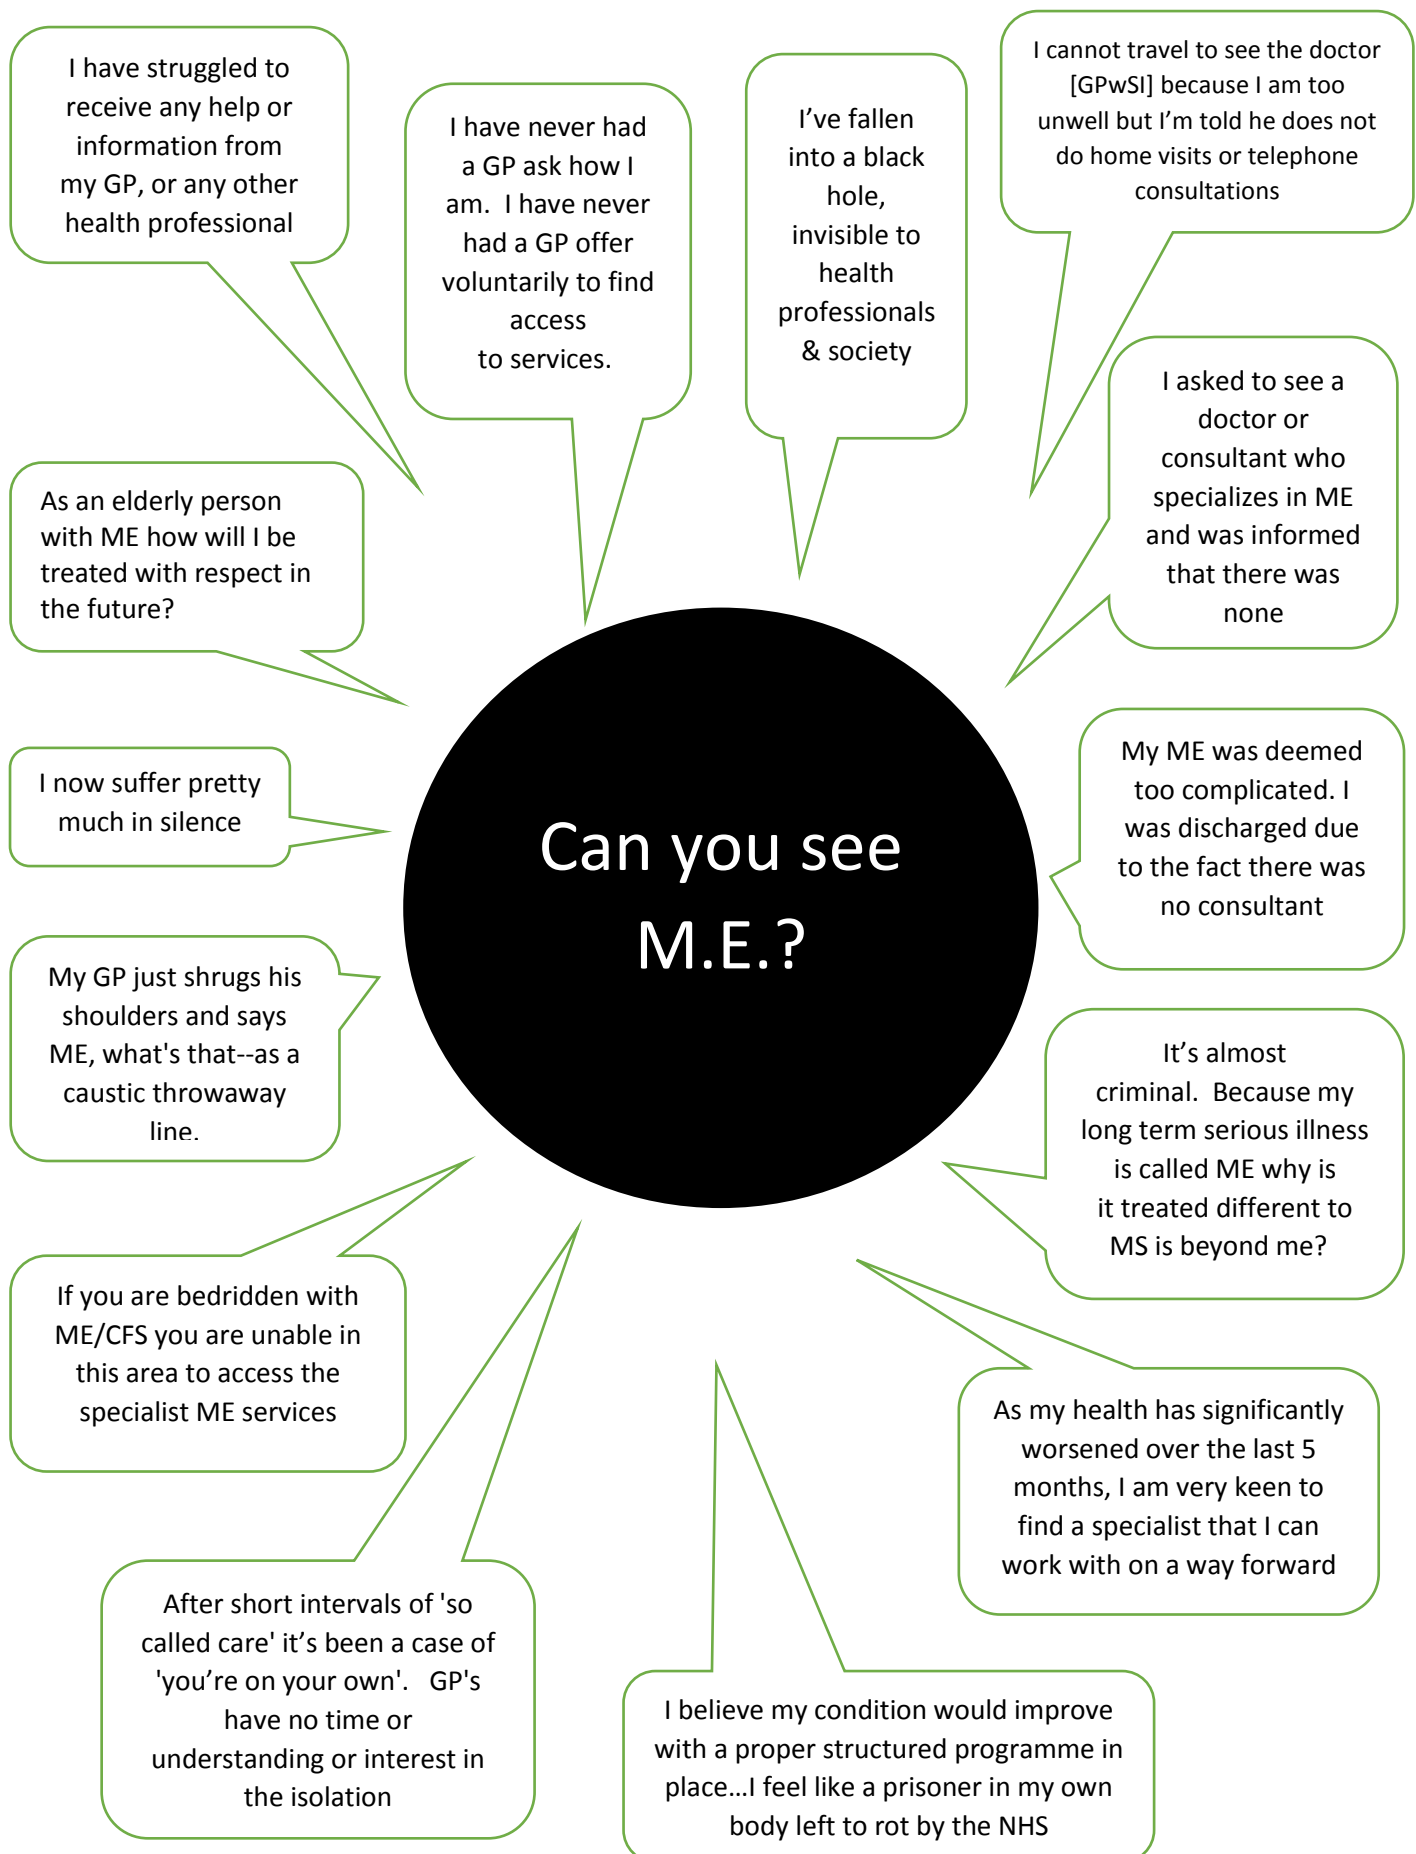 I have struggled to
receive any help or
information from
my GP, or any other
health professional
I have never had
a GP ask how I
am.  I have never
had a GP offer
voluntarily to find
access
to services.
I’ve fallen
into a black
hole,
invisible to
health
professionals
& society
I cannot travel to see the doctor
[GPwSI] because I am too
unwell but I’m told he does not
do home visits or telephone
consultations
I asked to see a
doctor or
consultant who
specializes in ME
and was informed
that there was
none
As an elderly person
with ME how will I be
treated with respect in
the future?
I now suffer pretty
much in silence
Can you see
M.E.?
My ME was deemed
too complicated. I
was discharged due
to the fact there was
no consultant
My GP just shrugs his
shoulders and says
ME, what's that--as a
caustic throwaway
line.
It’s almost
criminal.  Because my
long term serious illness
is called ME why is
it treated different to
MS is beyond me?
If you are bedridden with
ME/CFS you are unable in
this area to access the
specialist ME services
As my health has significantly
worsened over the last 5
months, I am very keen to
find a specialist that I can
work with on a way forward
After short intervals of 'so
called care' it’s been a case of
'you’re on your own'.   GP's
have no time or
understanding or interest in
the isolation
I believe my condition would improve
with a proper structured programme in
place…I feel like a prisoner in my own
body left to rot by the NHS